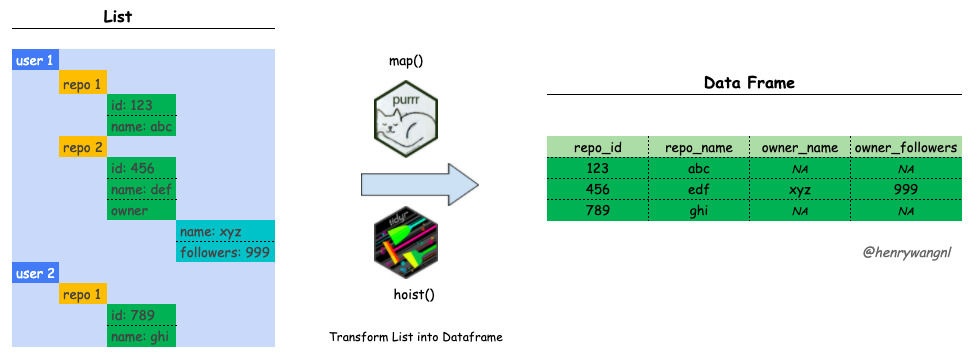 List
user 1
repo 1
id: 123
name: abc
repo 2
id: 456
name: def
owner
name: xyz
followers: 999
user 2
repo 1
id: 789
name: ghi
map()
purrr
tidyr
hoist()
Transform List into Dataframe
Data Frame
repo_id repo_name owner_name owner_followers
123 abc NA NA
456 edf xyz 999
789 ghi NA NA
@henrywangnl